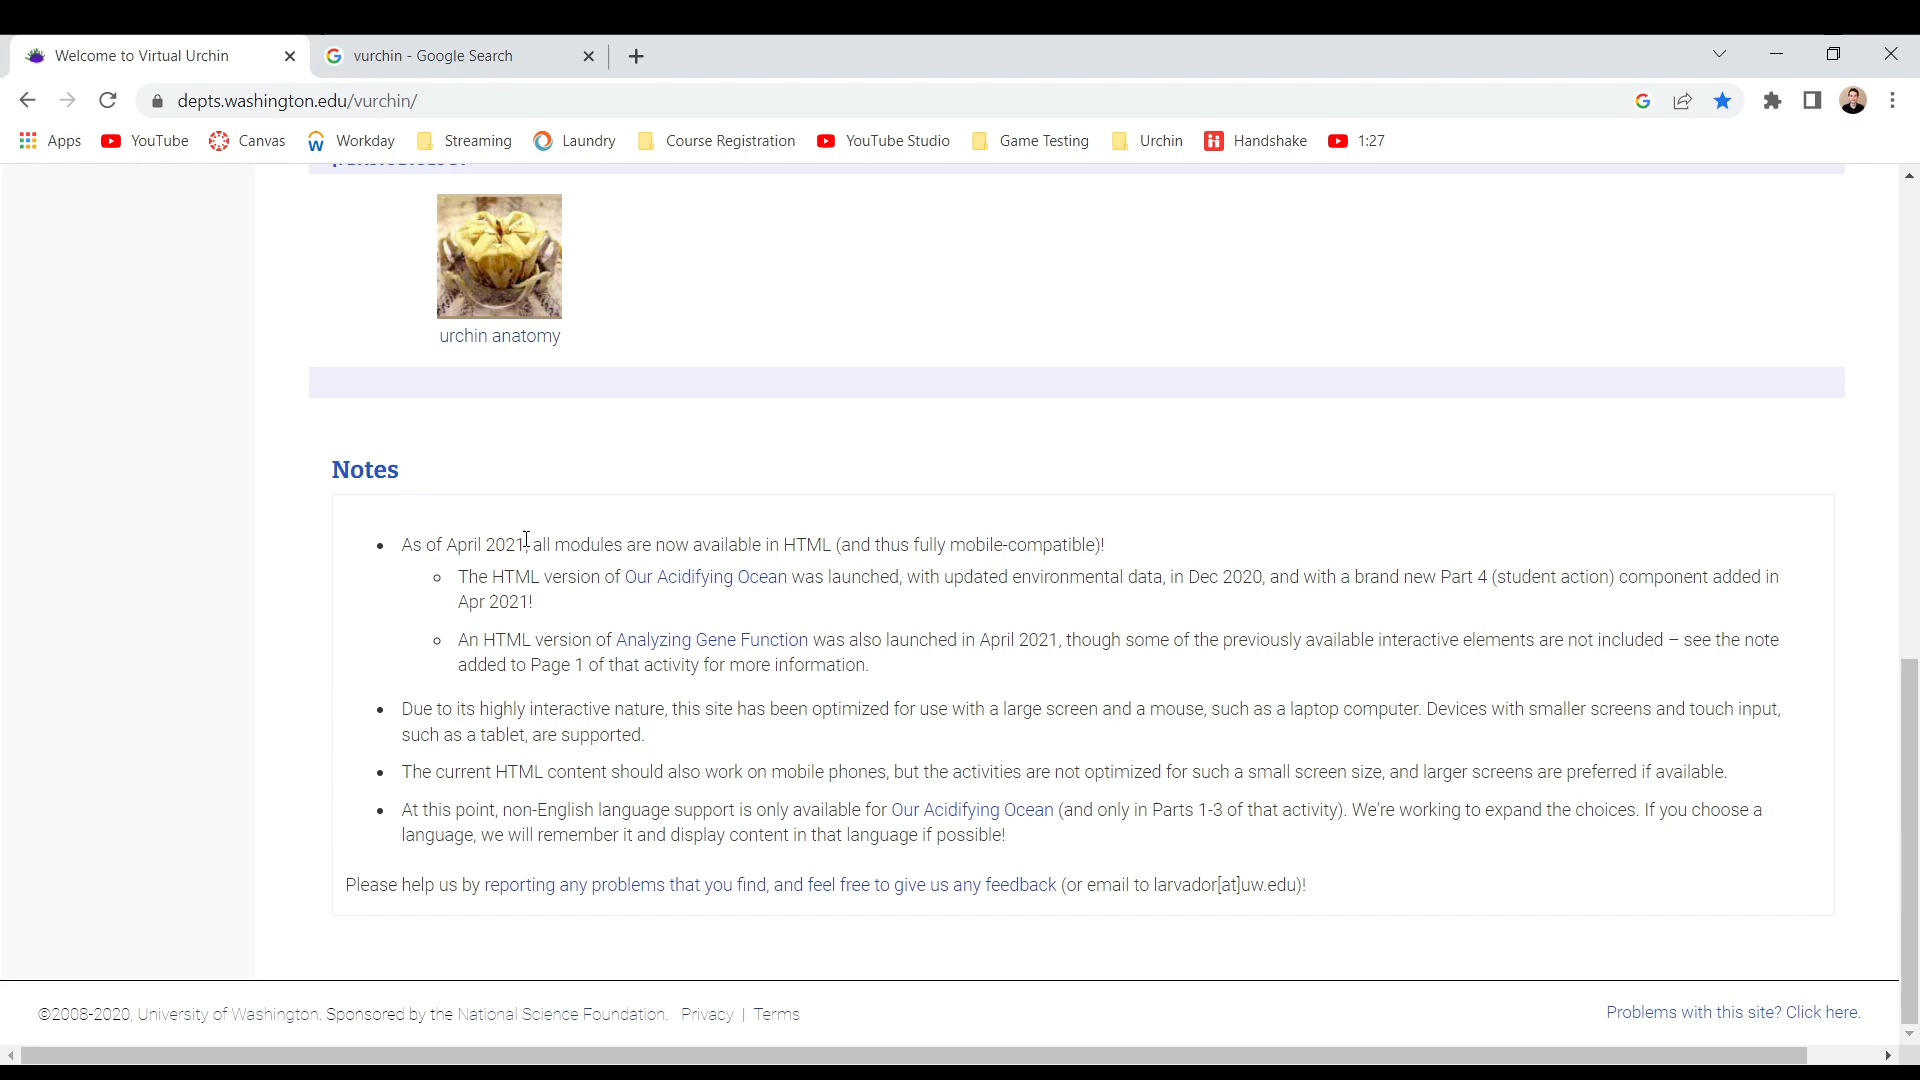 Welcome to Virtual Urchin
vurchin - Google Search
depts.washington.edu/vurchin/
Apps YouTube Canvas Workday Streaming Laundry Course Registration YouTube Studio Game Testing Urchin Handshake 1:27
urchin anatomy
Notes
As of April 2021, all modules are now available in HTML (and thus fully mobile-compatible)!
The HTML version of Our Acidifying Ocean was launched, with updated environmental data, in Dec 2020, and with a brand new Part 4 (student action) component added in
Apr 2021!
An HTML version of Analyzing Gene Function was also launched in April 2021, though some of the previously available interactive elements are not included – see the note
added to Page 1 of that activity for more information.
Due to its highly interactive nature, this site has been optimized for use with a large screen and a mouse, such as a laptop computer. Devices with smaller screens and touch input,
such as a tablet, are supported.
The current HTML content should also work on mobile phones, but the activities are not optimized for such a small screen size, and larger screens are preferred if available.
At this point, non-English language support is only available for Our Acidifying Ocean (and only in Parts 1-3 of that activity). We're working to expand the choices. If you choose a
language, we will remember it and display content in that language if possible!
Please help us by reporting any problems that you find, and feel free to give us any feedback (or email to larvador[at]uw.edu)!
©2008-2020, University of Washington. Sponsored by the National Science Foundation. Privacy | Terms
Problems with this site? Click here.